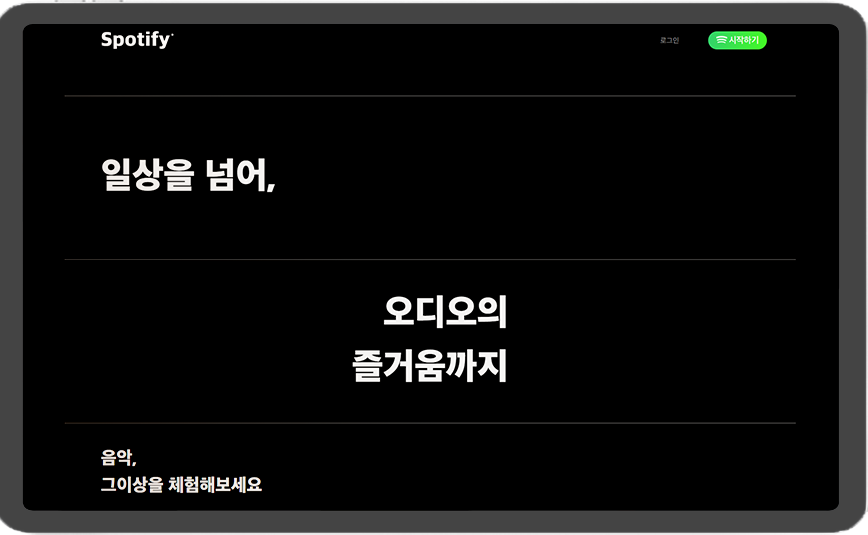 Spotify
로그인
시작하기
일상을 넘어,
오디오의
즐거움까지
음악,
그이상을 체험해보세요